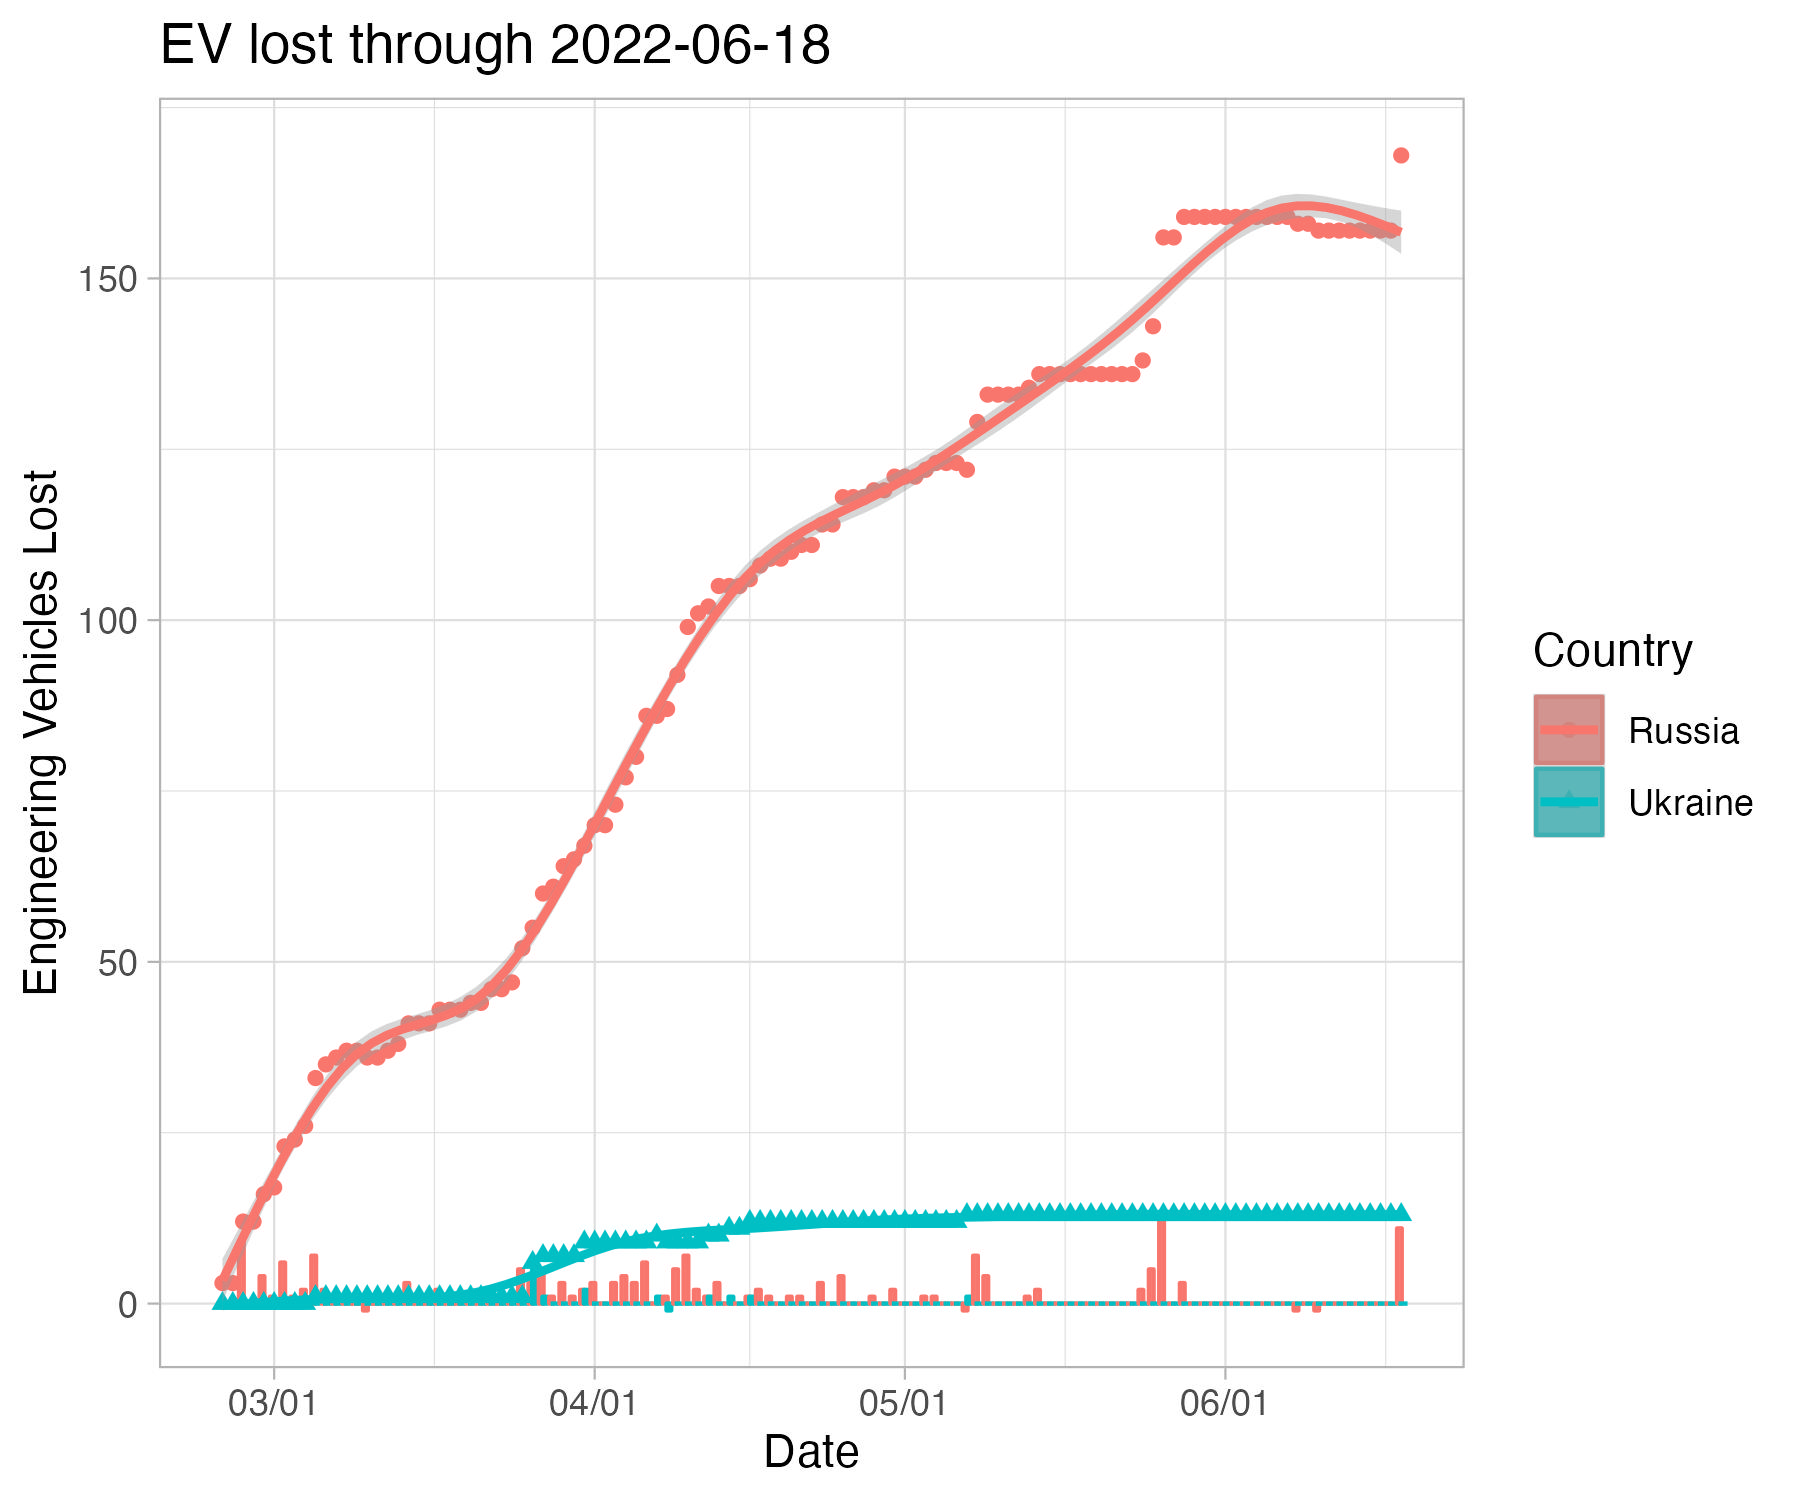 EV lost through 2022-06-18
Engineering Vehicles Lost
150
100
50
0
03/01
04/01
05/01
06/01
Date
Country
Russia
Ukraine